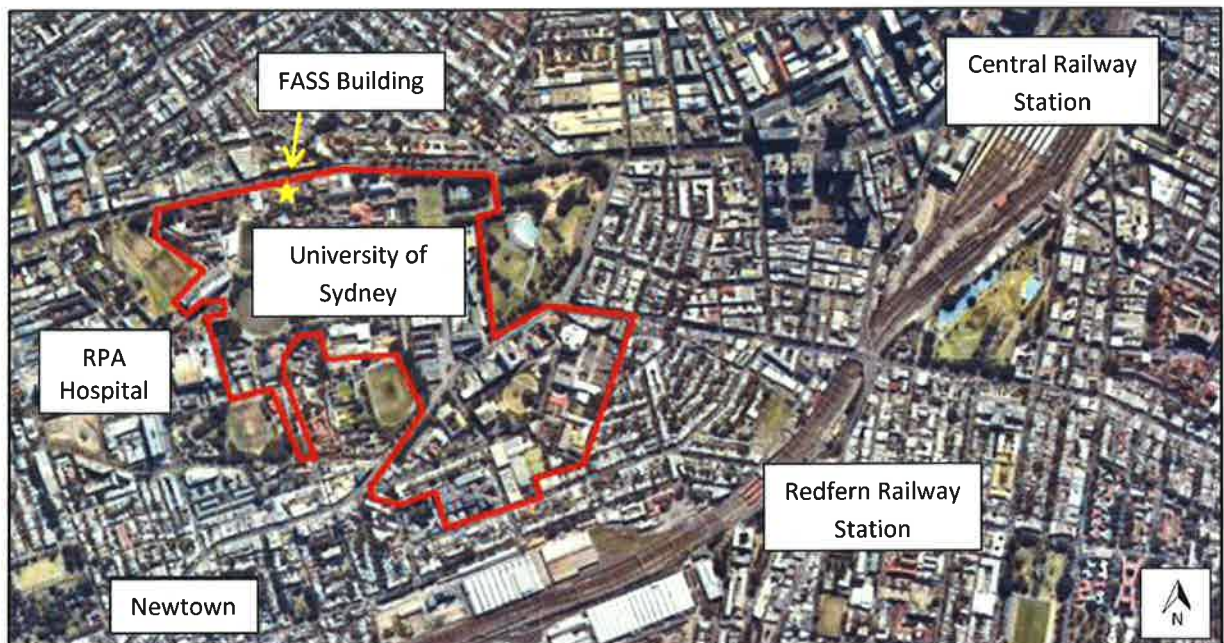 FASS Building
Central Railway
Station
University of
Sydney
RPA
Hospital
Redfern Railway
Station
Newtown
N